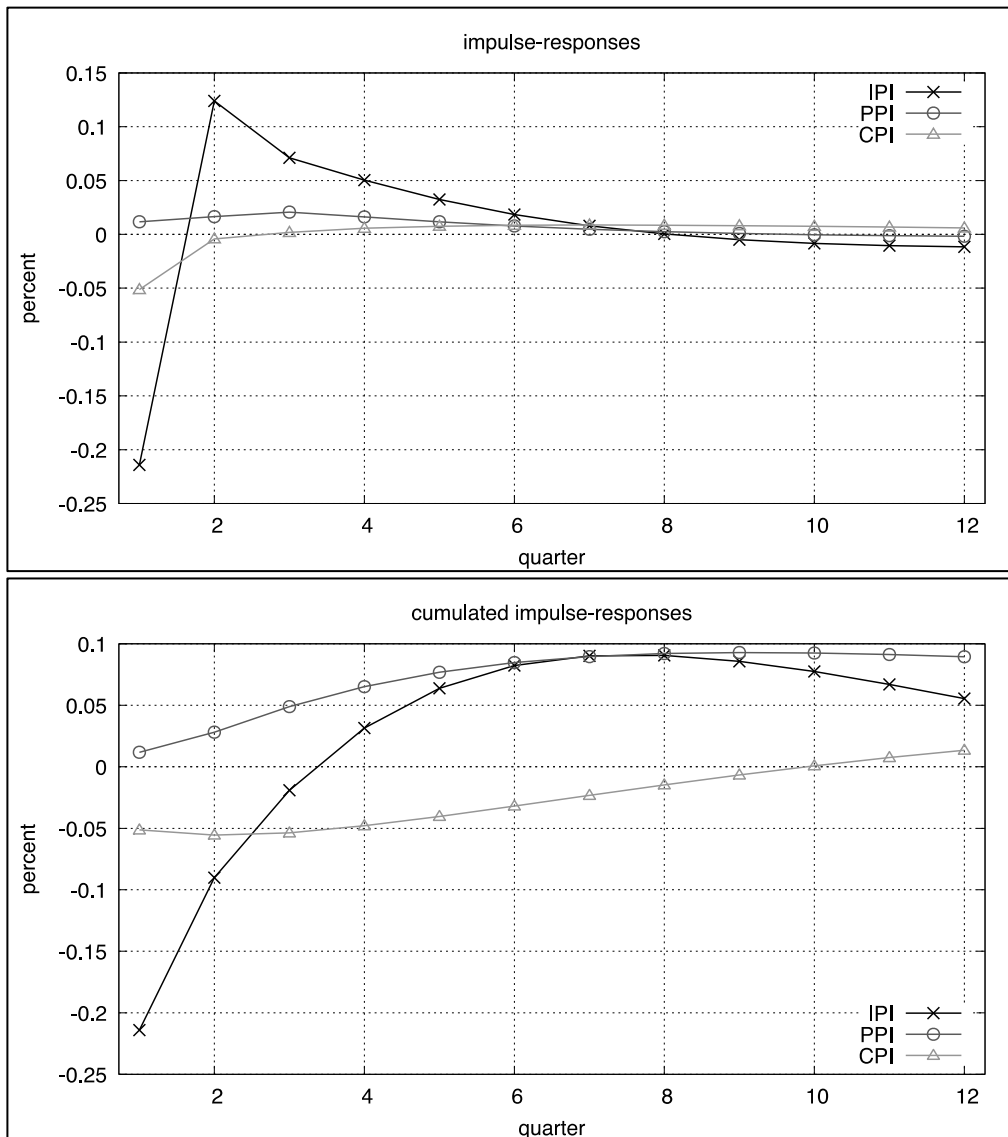 impulse-responses
0.15
0.1
0.05
0
-0.05
-0.1
-0.15
-0.2
-0.25
percent
IPI
PPI
CPI
2 4 6 8 10 12
quarter
cumulated impulse-responses
0.1
0.05
0
-0.05
-0.1
-0.15
-0.2
-0.25
percent
IPI
PPI
CPI
2 4 6 8 10 12
quarter